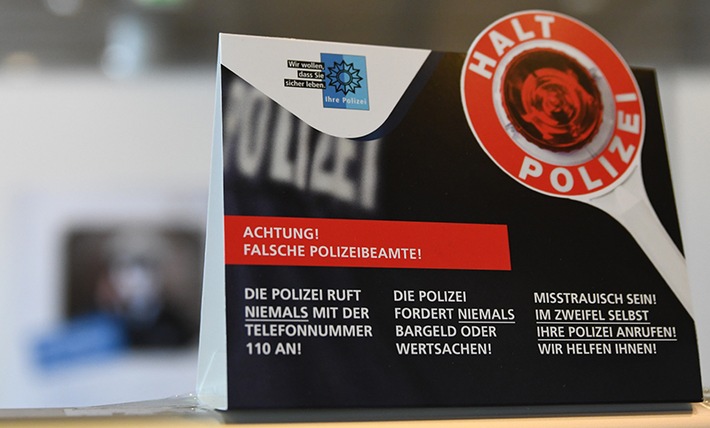 Wir wollen,
dass Sie
sicher leben.
Ihre Polizei
HALT
POLIZEI
POLIZEI
ACHTUNG!
FALSCHE POLIZEIBEAMTE!
DIE POLIZEI RUFT
NIEMALS MIT DER
TELEFONNUMMER
110 AN!
DIE POLIZEI
FORDERT NIEMALS
BARGELD ODER
WERTSACHEN!
MISSTRAUISCH SEIN!
IM ZWEIFEL SELBST
IHRE POLIZEI ANRUFEN!
WIR HELFEN IHNEN!